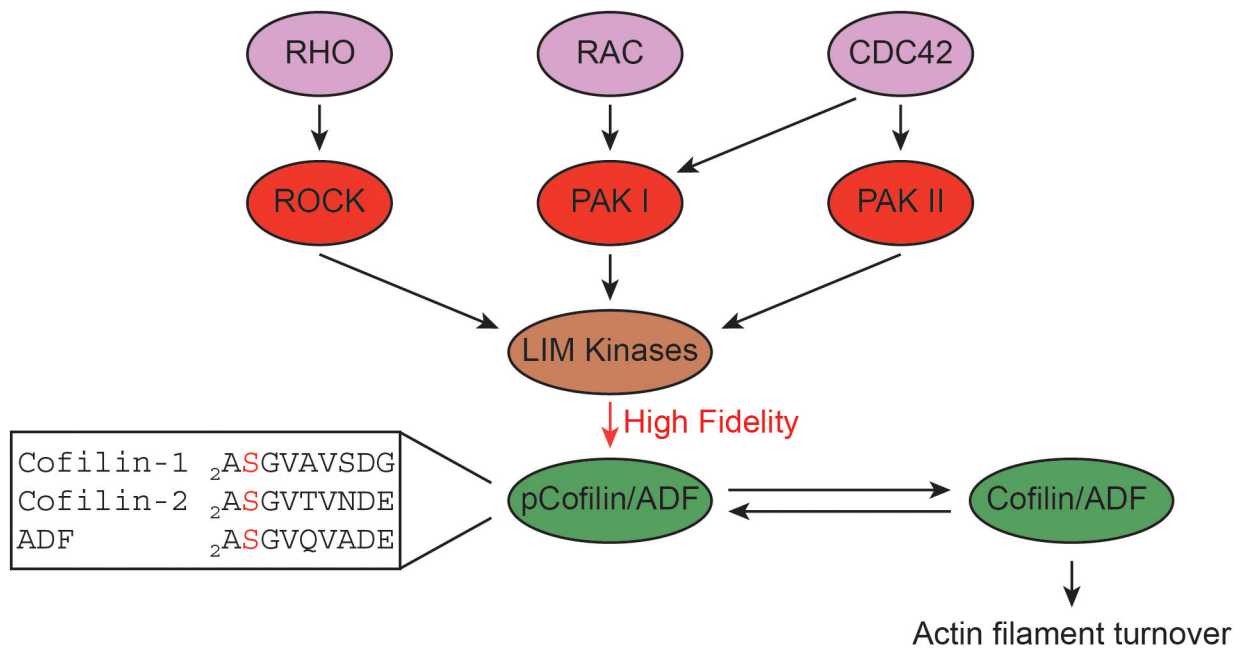 RHO RAC CDC42
ROCK PAK I PAK II
LIM Kinases
High Fidelity
Cofilin-1 ₂ASGVAVSDG
Cofilin-2 ₂ASGVTVNDE
ADF ₂ASGVQVADE
pCofilin/ADF Cofilin/ADF
Actin filament turnover